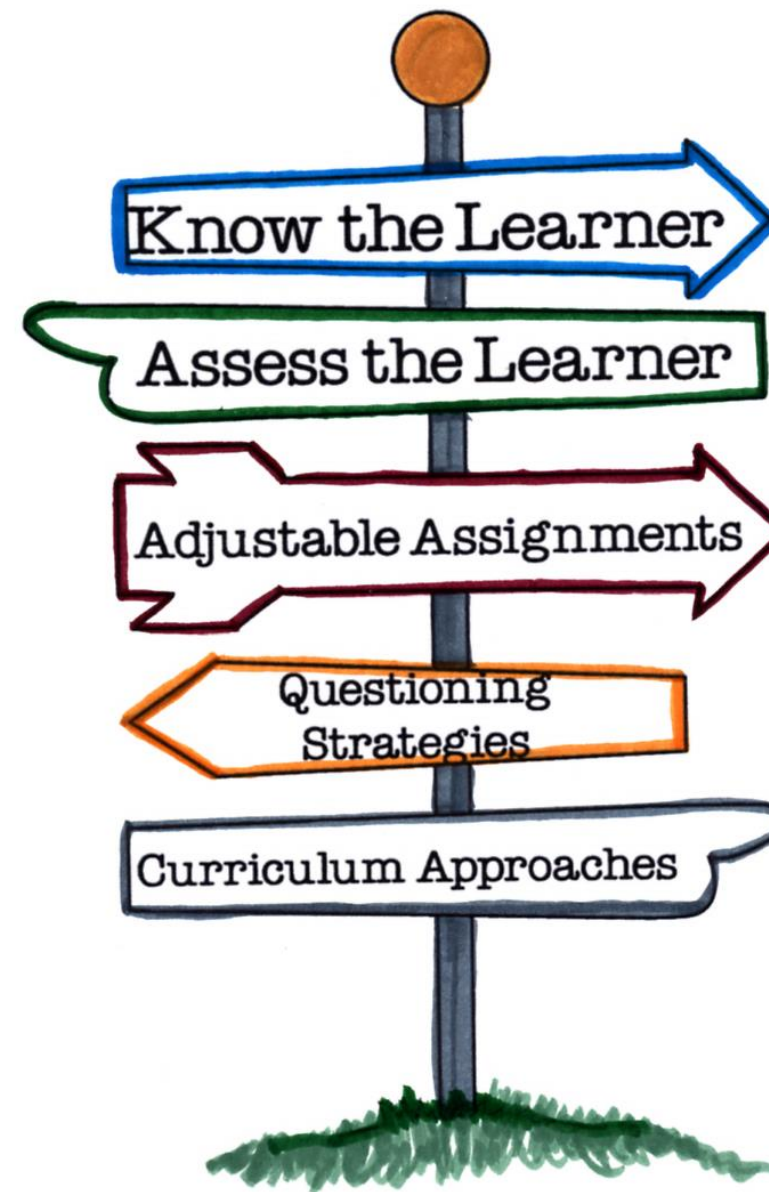 Know the Learner
Assess the Learner
Adjustable Assignments
Questioning
Strategies
Curriculum Approaches